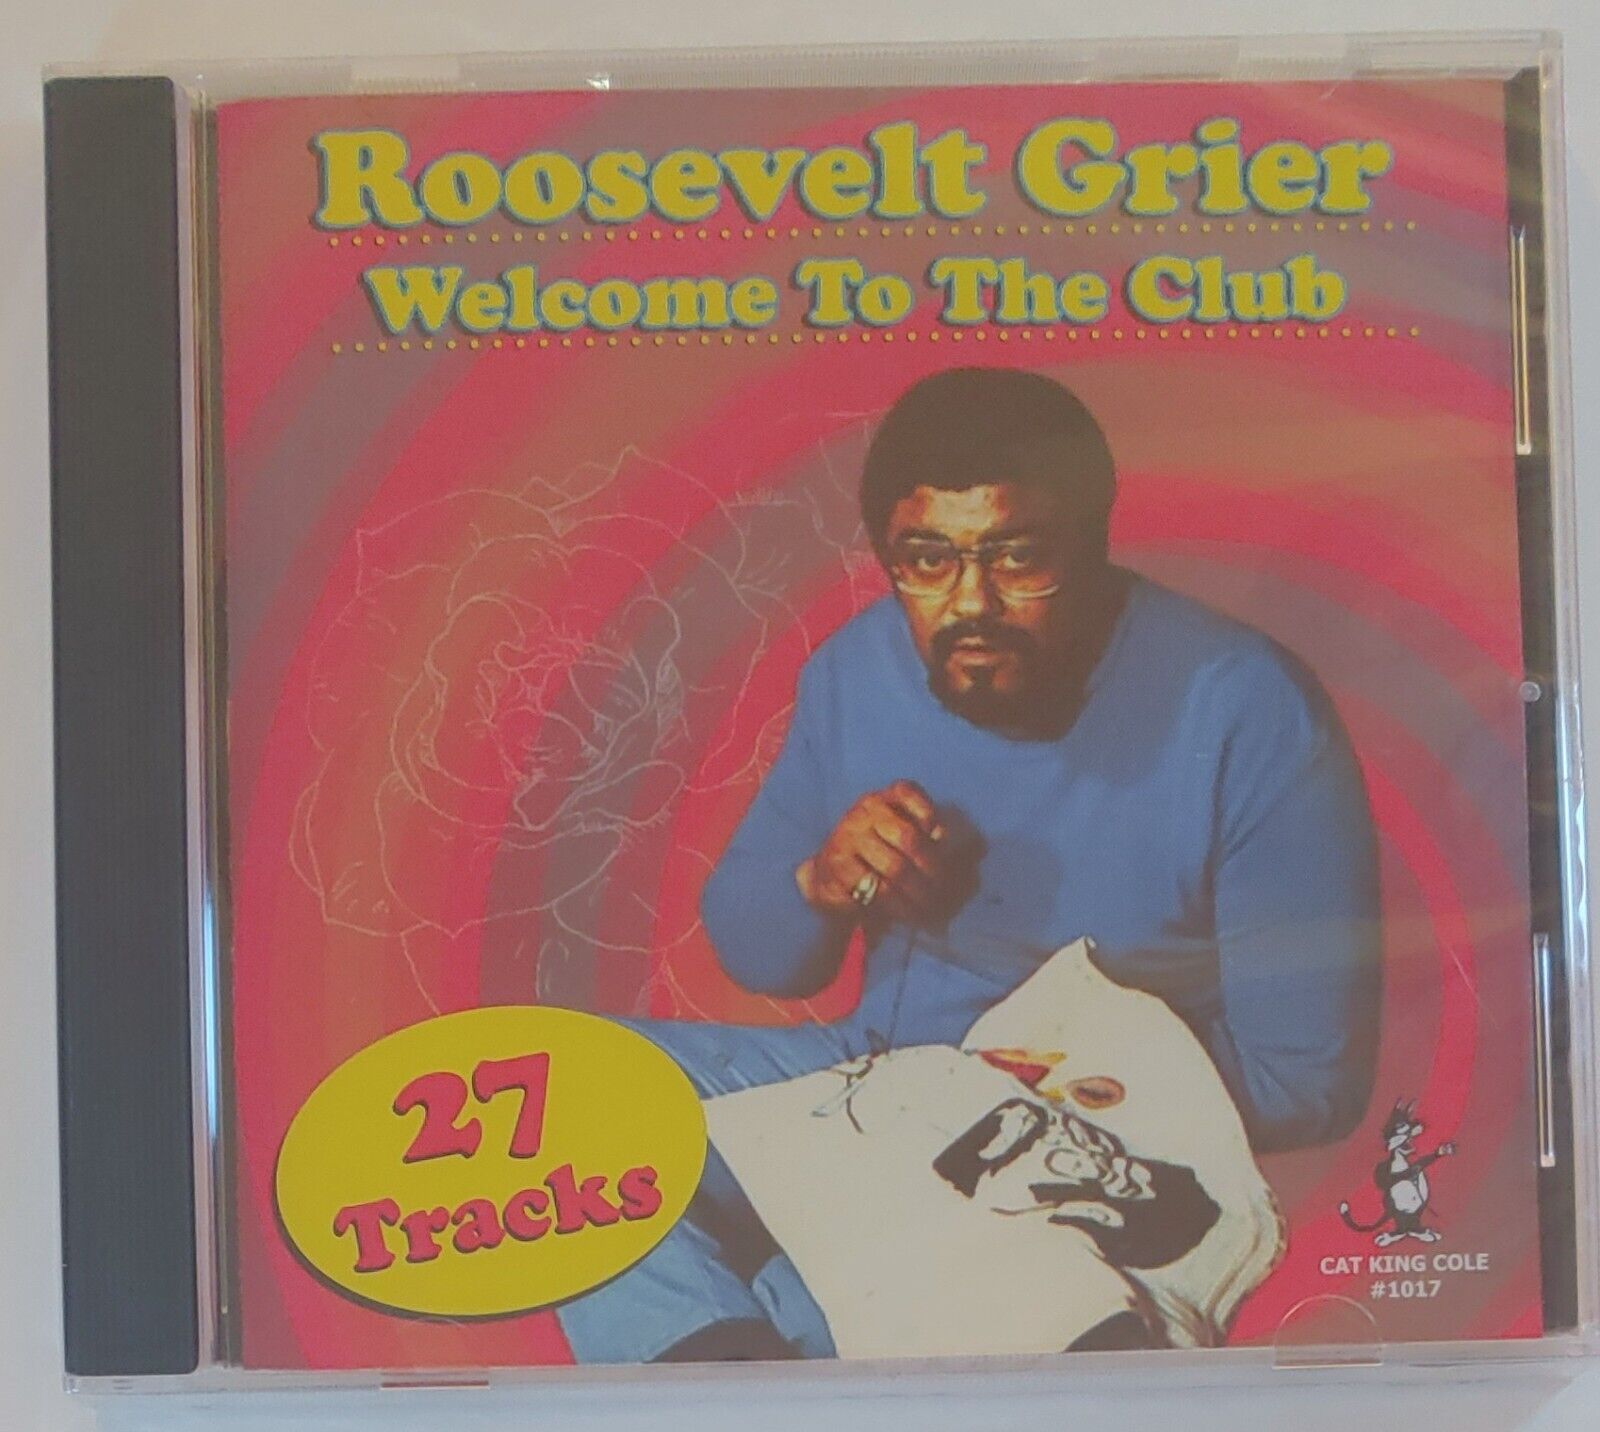 Roosevelt Grier
Welcome To The Club
27
Tracks
CAT KING COLE
#1017